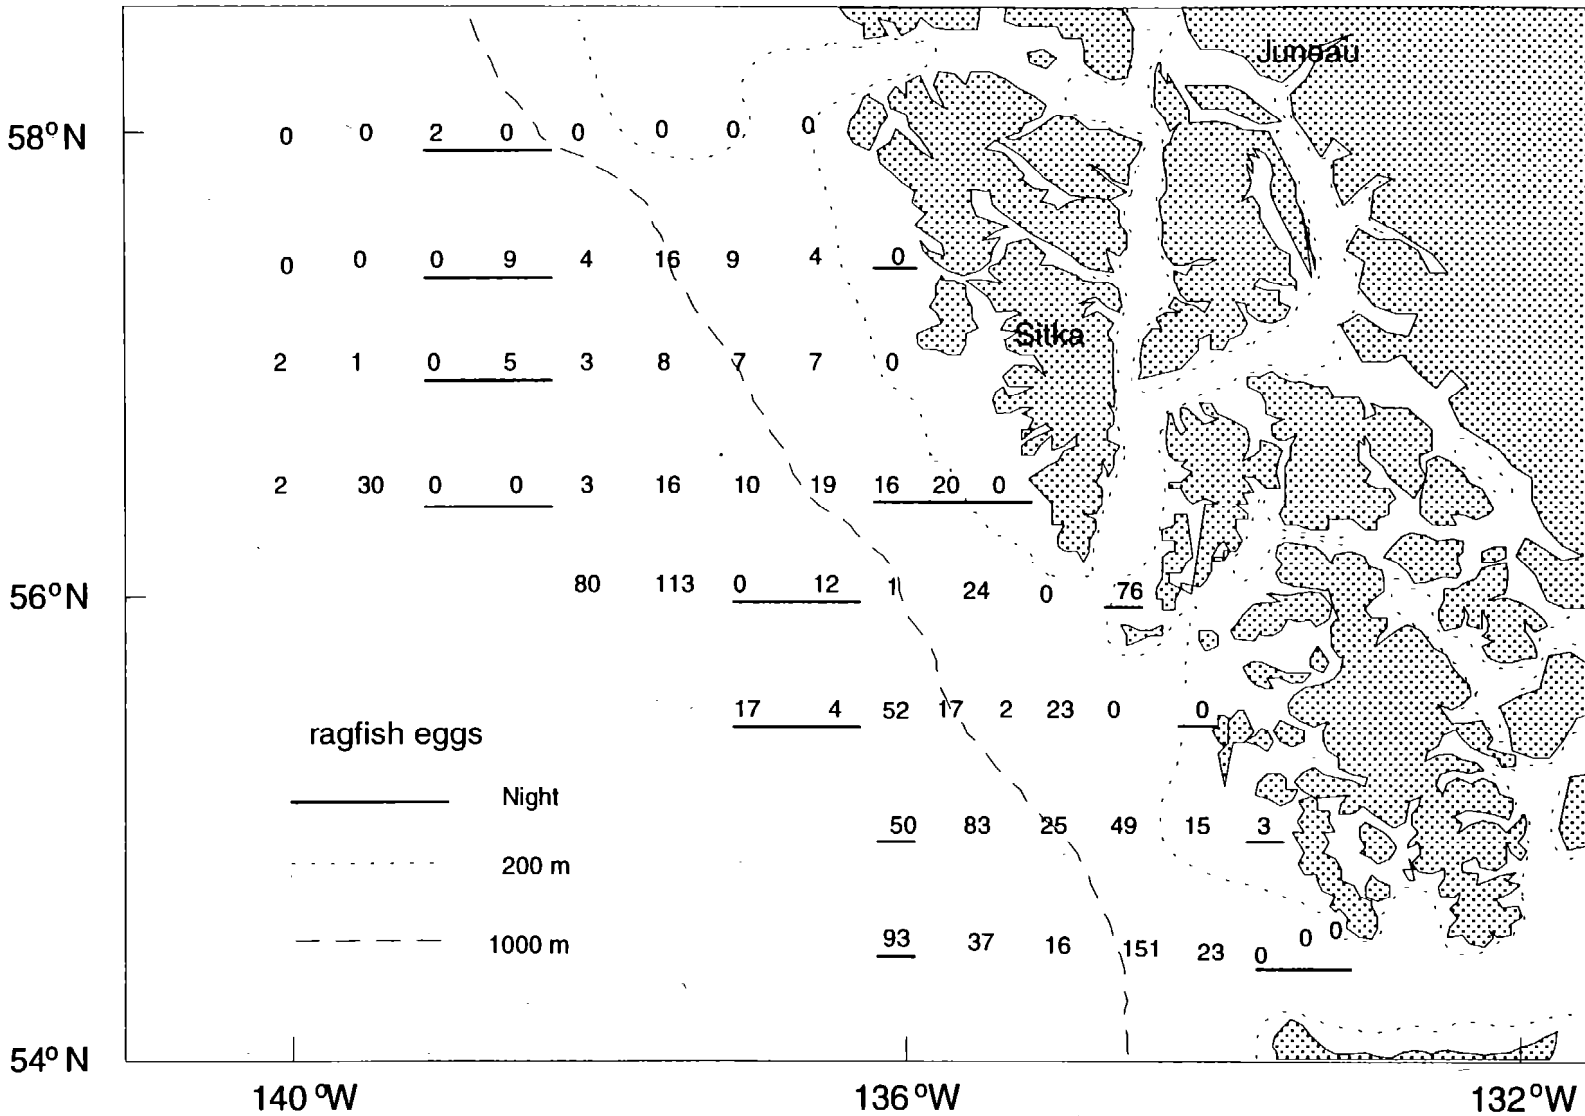 Juneau
58°N
0 0 2 0 0 0 0 0
0 0 0 9 4 16 9 4 0
Sitka
2 1 0 5 3 8 7 7 0
2 30 0 0 3 16 10 19 16 20 0
56°N
80 113 0 12 1 24 0 76
17 4 52 17 2 23 0 0
ragfish eggs
Night
50 83 25 49 15 3
200 m
93 37 16 151 23 0 0 0
1000 m
54°N
140°W 136°W 132°W